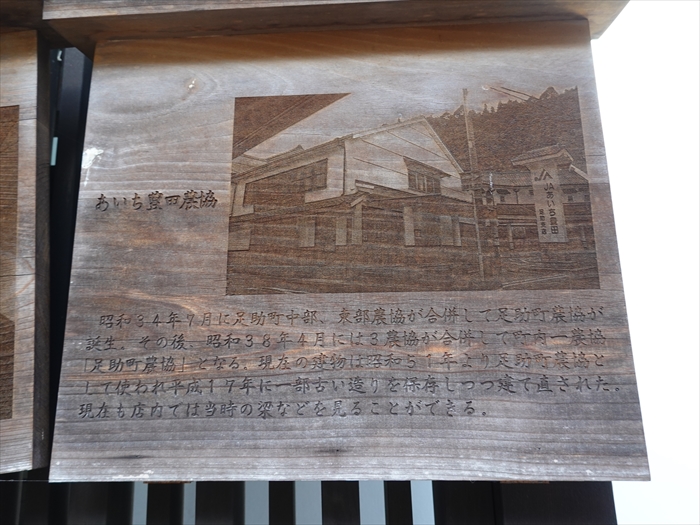 あいち豊田農協
JA
JAあいち豊田
足助支店
昭和34年7月に足助町中部、東部農協が合併して足助町農協が
誕生。その後、昭和38年4月には3農協が合併して町内一農協
「足助町農協」となる。現在の建物は昭和51年より足助町農協と
して使われ平成17年に一部古い造りを保存しつつ建て直された。
現在も店内では当時の梁などを見ることができる。